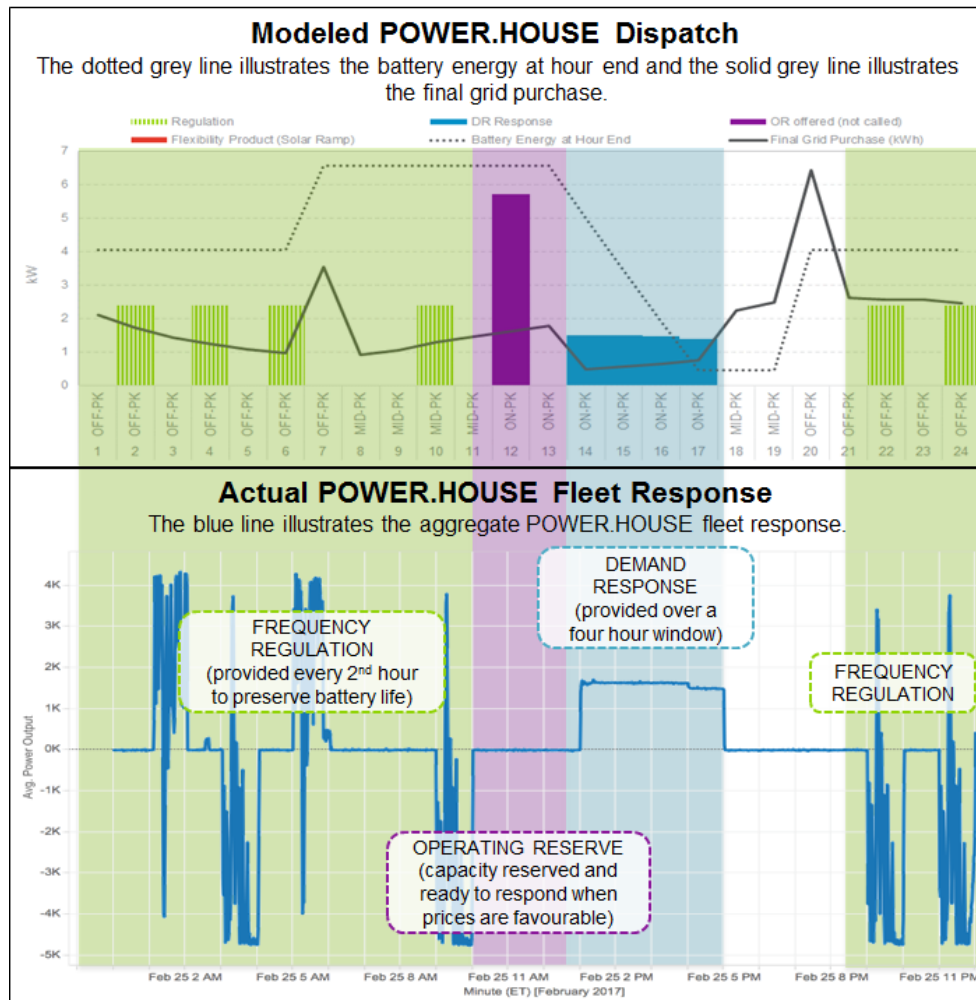 Modeled POWER.HOUSE Dispatch
The dotted grey line illustrates the battery energy at hour end and the solid grey line illustrates
the final grid purchase.
Regulation
DR Response
OR offered (not called)
Flexibility Product (Solar Ramp)
Battery Energy at Hour End
Final Grid Purchase (kWh)
7
6
5
4
3
2
1
0
kW
OFF-PK OFF-PK OFF-PK OFF-PK OFF-PK OFF-PK OFF-PK MID-PK MID-PK MID-PK MID-PK ON-PK ON-PK ON-PK ON-PK ON-PK ON-PK MID-PK MID-PK OFF-PK OFF-PK OFF-PK OFF-PK OFF-PK
1 2 3 4 5 6 7 8 9 10 11 12 13 14 15 16 17 18 19 20 21 22 23 24
Actual POWER.HOUSE Fleet Response
The blue line illustrates the aggregate POWER.HOUSE fleet response.
DEMAND
RESPONSE
(provided over a
four hour window)
FREQUENCY
REGULATION
(provided every 2nd hour
to preserve battery life)
FREQUENCY
REGULATION
OPERATING RESERVE
(capacity reserved and
ready to respond when
prices are favourable)
4K
3K
2K
1K
0K
-1K
-2K
-3K
-4K
-5K
Avg. Power Output
Feb 25 2 AM
Feb 25 5 AM
Feb 25 8 AM
Feb 25 11 AM
Feb 25 2 PM
Feb 25 5 PM
Feb 25 8 PM
Feb 25 11 PM
Minute (ET) [February 2017]